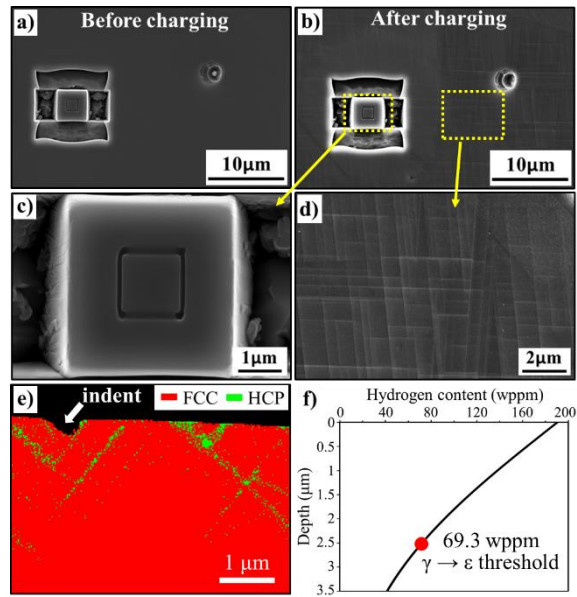 a)
Before charging
10μm
b)
After charging
10μm
c)
1μm
d)
2μm
e)
indent
FCC
HCP
1 μm
f)
Hydrogen content (wppm)
0 40 80 120 160 200
Depth (μm)
0
0.5
1
1.5
2
2.5
3
3.5
69.3 wppm
γ → ε threshold